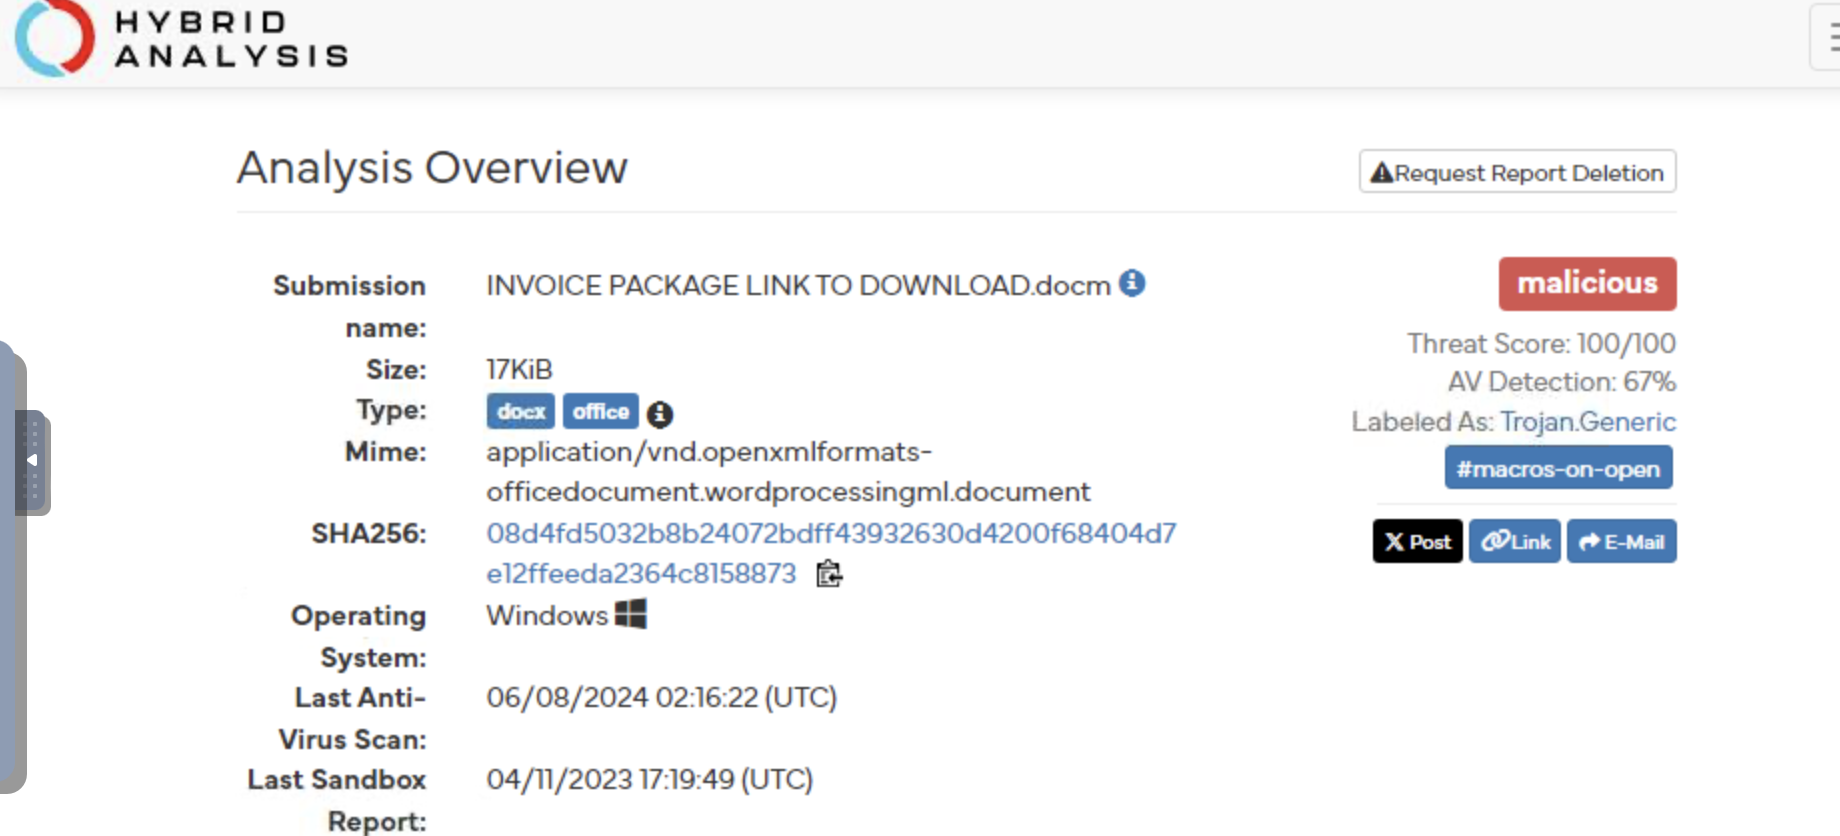 HYBRID
ANALYSIS
Analysis Overview
Request Report Deletion
Submission name: INVOICE PACKAGE LINK TO DOWNLOAD.docm
Size: 17KiB
Type: docx office
Mime: application/vnd.openxmlformats-
officedocument.wordprocessingml.document
SHA256: 08d4fd5032b8b24072bdff43932630d4200f68404d7
e12ffeeda2364c8158873
Operating System: Windows
Last Anti-Virus Scan: 06/08/2024 02:16:22 (UTC)
Last Sandbox Report: 04/11/2023 17:19:49 (UTC)
malicious
Threat Score: 100/100
AV Detection: 67%
Labeled As: Trojan.Generic
#macros-on-open
X Post
Link
E-Mail